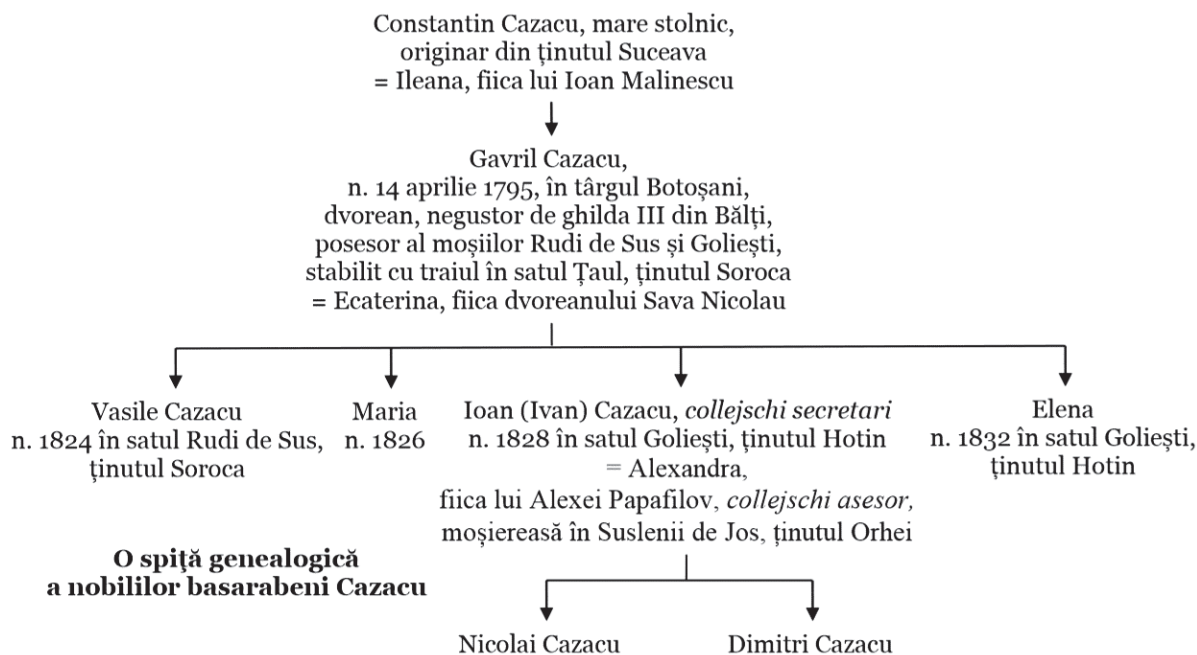 Constantin Cazacu, mare stolnic,
originar din ținutul Suceava
= Ileana, fiica lui Ioan Malinescu
Gavril Cazacu,
n. 14 aprilie 1795, în târgul Botoșani,
dvorean, negustor de ghilda III din Bălți,
posesor al moșiilor Rudi de Sus și Goliești,
stabilit cu traiul în satul Țaul, ținutul Soroca
= Ecaterina, fiica dvoreanului Sava Nicolau
Vasile Cazacu
n. 1824 în satul Rudi de Sus,
ținutul Soroca
Maria
n. 1826
Ioan (Ivan) Cazacu, collejschi secretari
n. 1828 în satul Goliești, ținutul Hotin
= Alexandra,
fiica lui Alexei Papafilov, collejschi asesor,
moșiereasă în Suslenii de Jos, ținutul Orhei
Elena
n. 1832 în satul Goliești,
ținutul Hotin
O spiţă genealogică
a nobililor basarabeni Cazacu
Nicolai Cazacu
Dimitri Cazacu